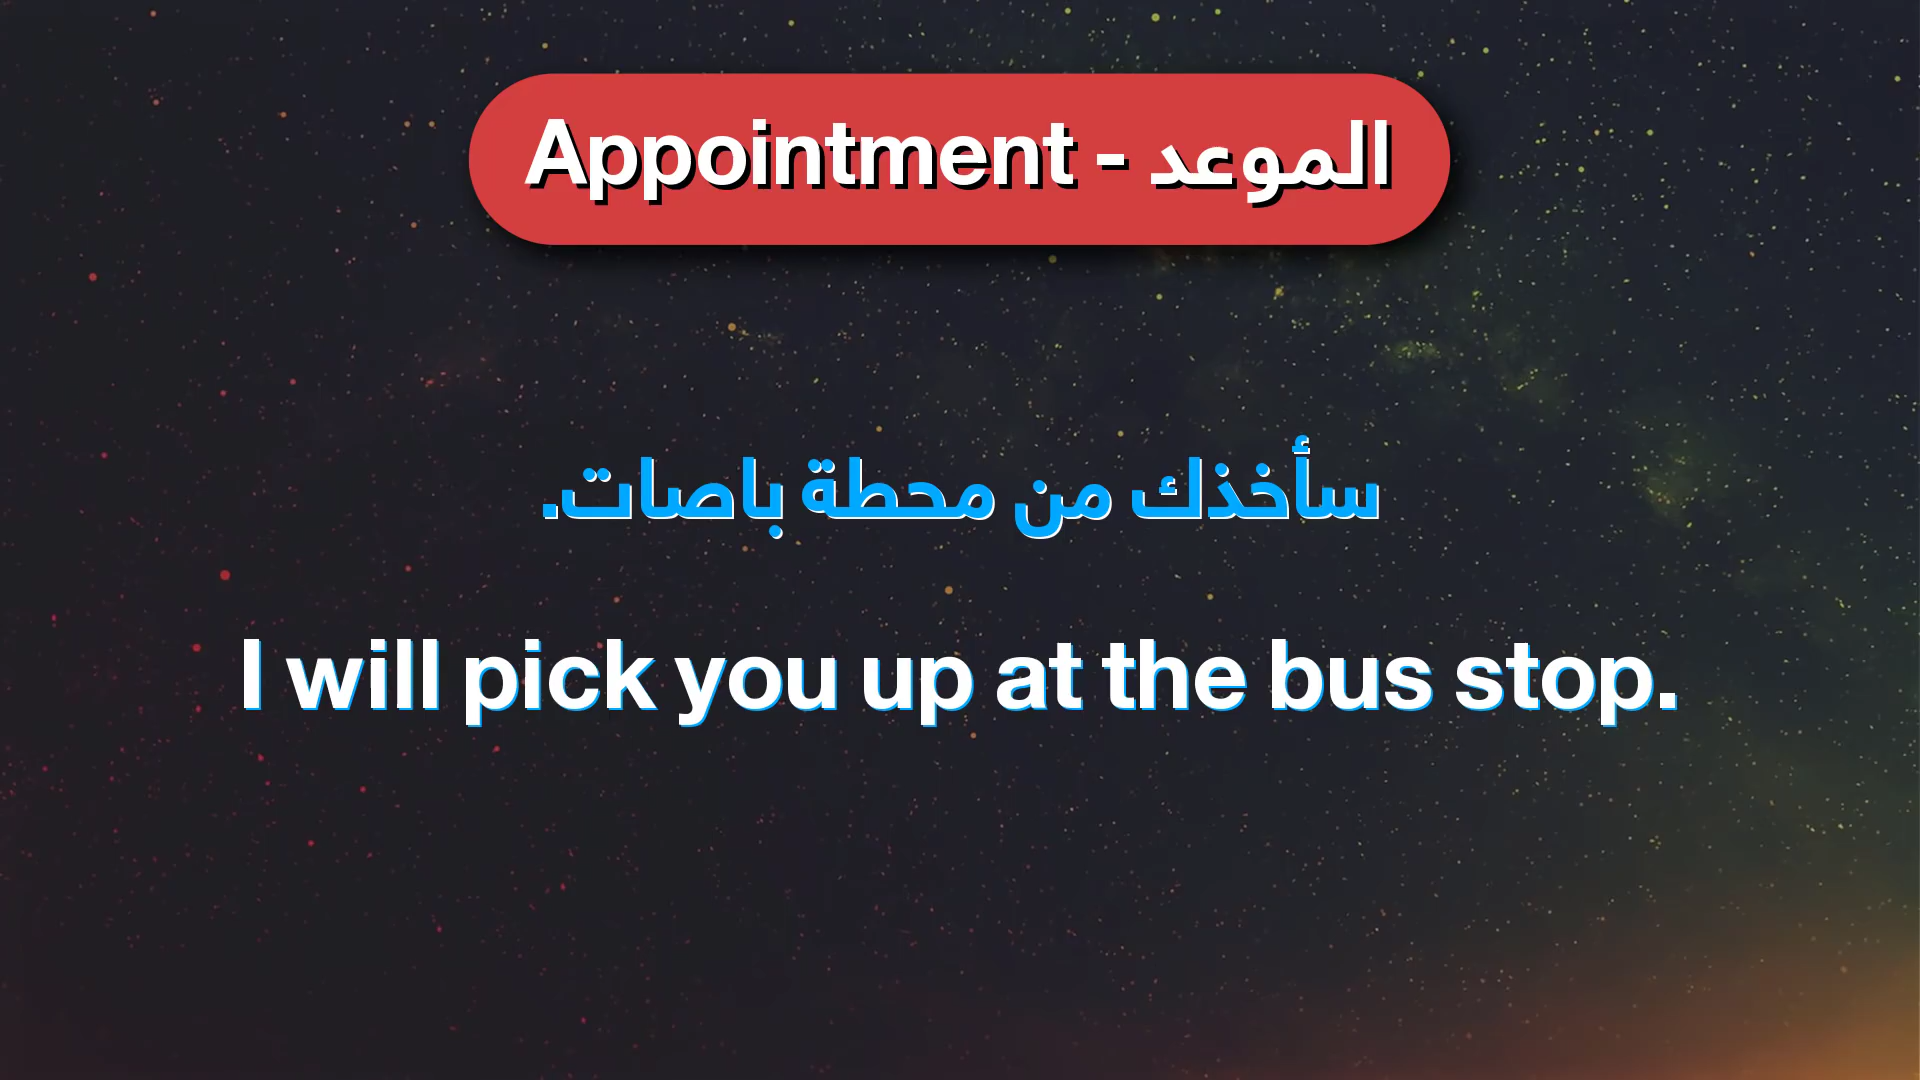 Appointment - الموعد
سأخذك من محطة باصات.
I will pick you up at the bus stop.